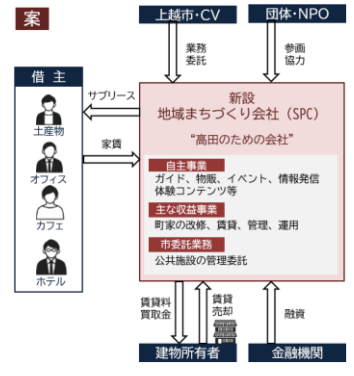 案
上越市・CV
団体・NPO
業務
委託
参画
協力
借主
土産物
オフィス
カフェ
ホテル
サブリース
家賃
新設
地域まちづくり会社（SPC）
“高田のための会社”
自主事業
ガイド、物販、イベント、情報発信
体験コンテンツ等
主な収益事業
町家の改修、賃貸、管理、運用
市委託業務
公共施設の管理委託
賃貸料
買取金
賃貸
売却
融資
建物所有者
金融機関